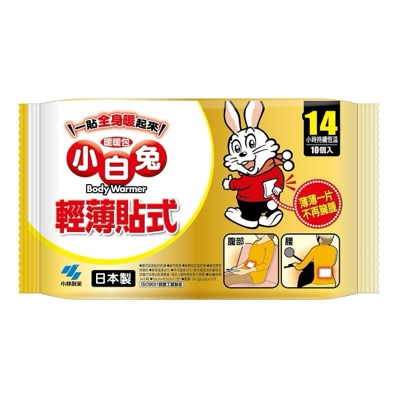 一貼全身暖起來
暖暖包
小白兔
Body Warmer
輕薄貼式
小林製薬
日本製
ISO9001認證工廠製造
14
小時持續恆溫
10個入
薄薄一片
不再臃腫
腹部
腰